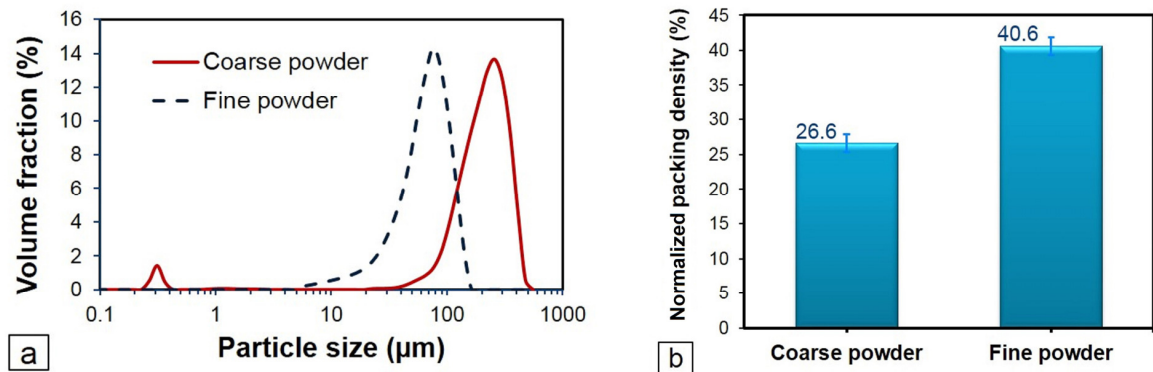 16
14
12
10
8
6
4
2
0
Volume fraction (%)
Coarse powder
Fine powder
0.1 1 10 100 1000
Particle size (µm)
a
45
40
35
30
25
20
15
10
5
0
Normalized packing density (%)
26.6
40.6
Coarse powder Fine powder
b